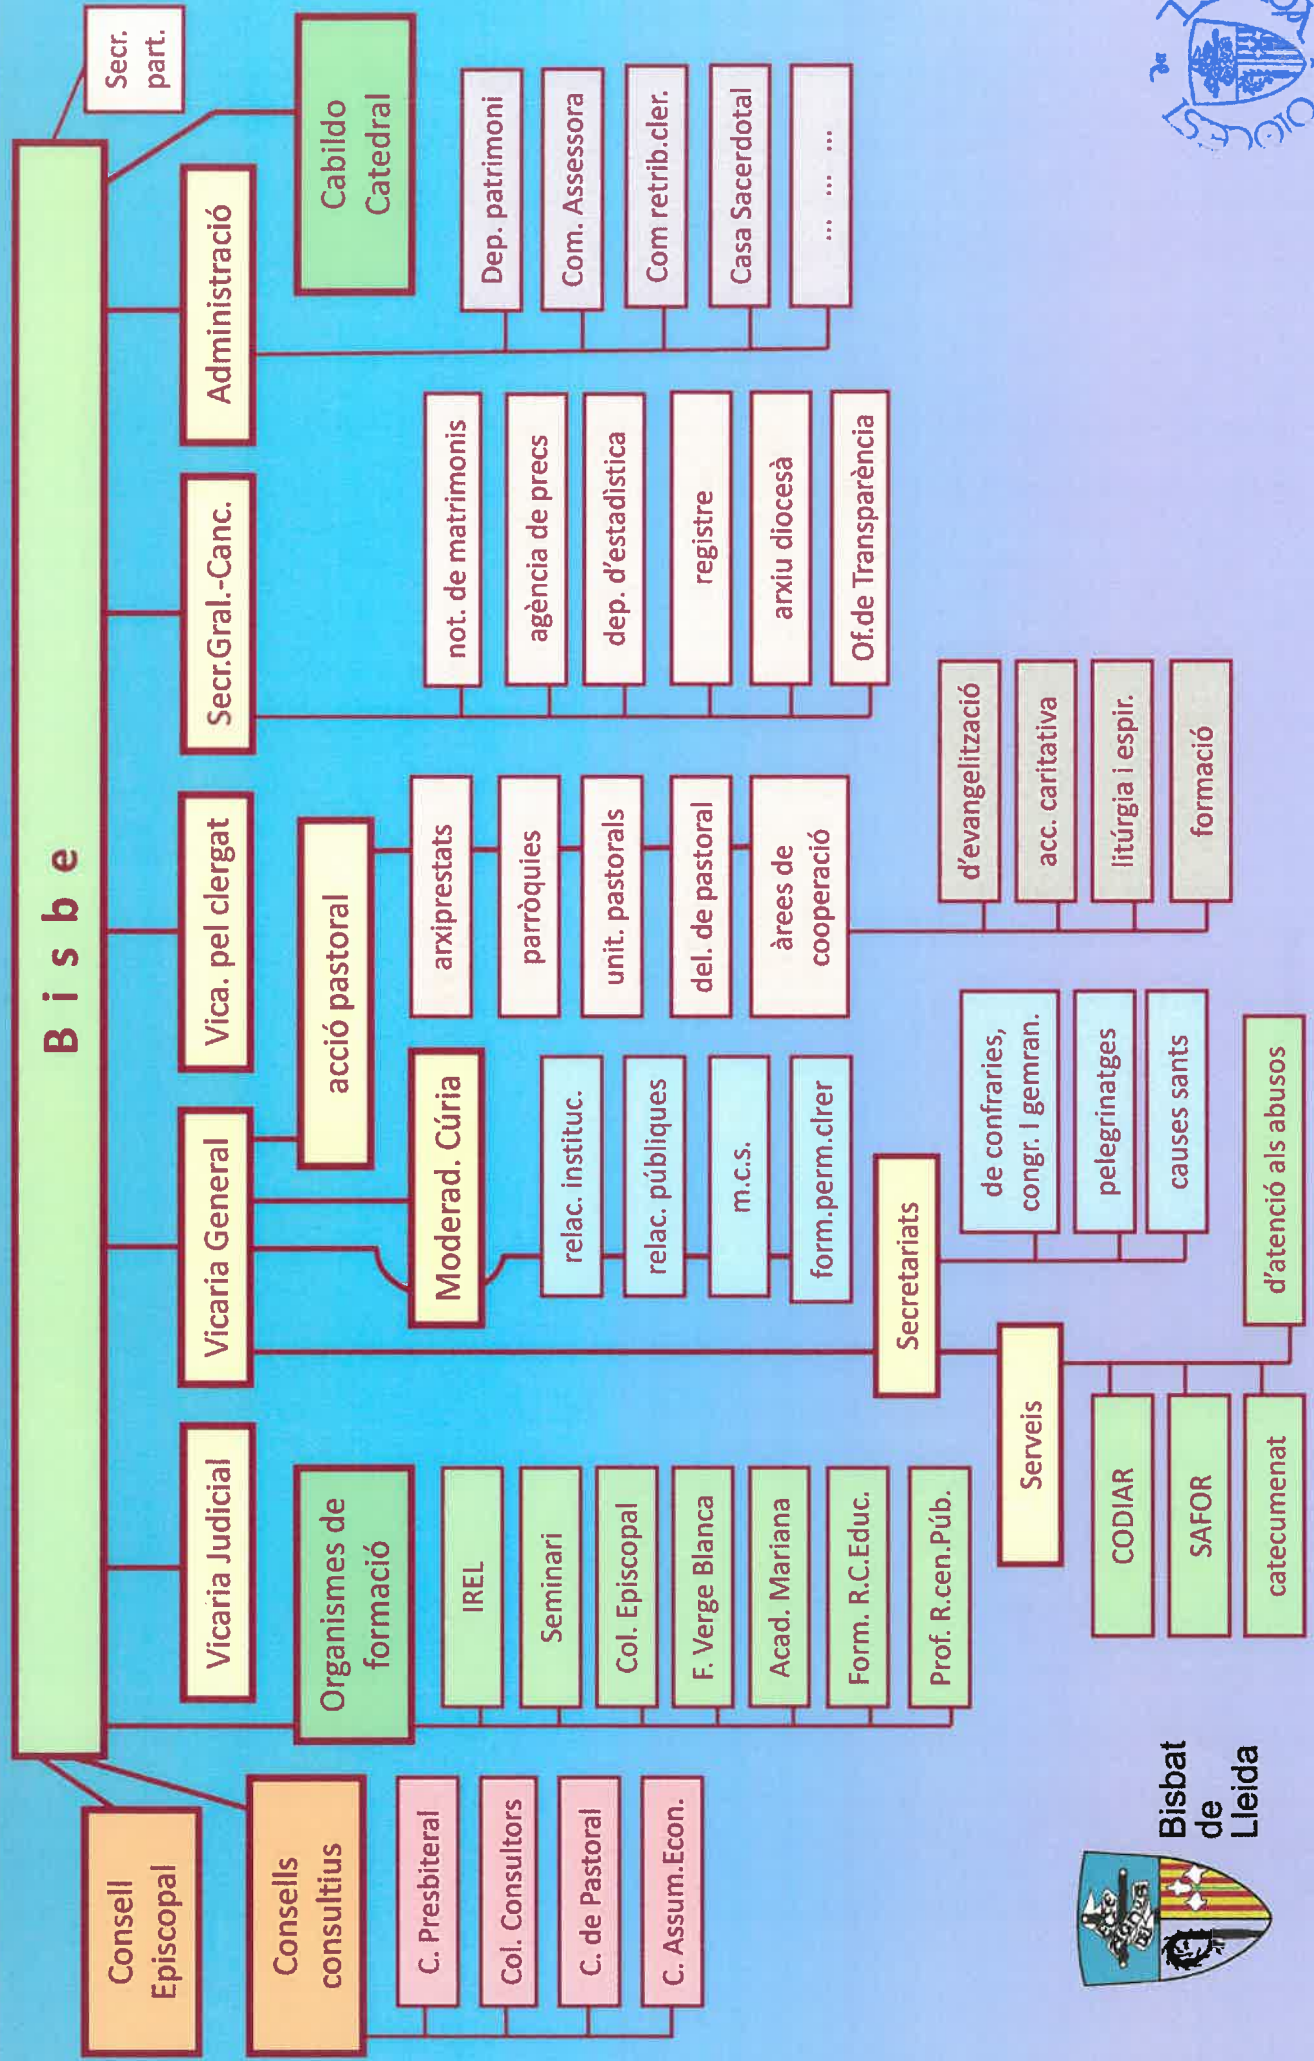 Bisbe
Secr.
part.
Consell
Episcopal
Consells
consultius
C. Presbiteral
Col. Consultors
C. de Pastoral
C. Assum.Econ.
Vicaria Judicial
Organismes de
formació
IREL
Seminari
Col. Episcopal
F. Verge Blanca
Acad. Mariana
Form. R.C.Educ.
Prof. R.cen.Púb.
Vicaria General
Moderad. Cúria
relac. instituc.
relac. públiques
m.c.s.
form.perm.clrer
Secretariats
de confraries,
congr. I gemran.
pelegrinatges
causes sants
Serveis
CODIAR
SAFOR
catecumenat
d'atenció als abusos
acció pastoral
arxiprestats
parròquies
unit. pastorals
del. de pastoral
àrees de
cooperació
d'evangelització
acc. caritativa
litúrgia i espir.
formació
Vica. pel clergat
Secr.Gral.-Canc.
not. de matrimonis
agència de precs
dep. d'estadística
registre
arxiu diocesà
Of.de Transparència
Administració
Dep. patrimoni
Com. Assessora
Com retrib.cler.
Casa Sacerdotal
... ... ...
Cabildo
Catedral
Bisbat
de
Lleida